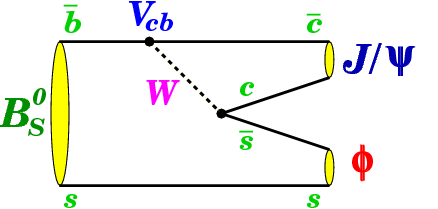 b̄ V_cb c̄
J/ψ
W c
B_S^0
s̄ ϕ
s s